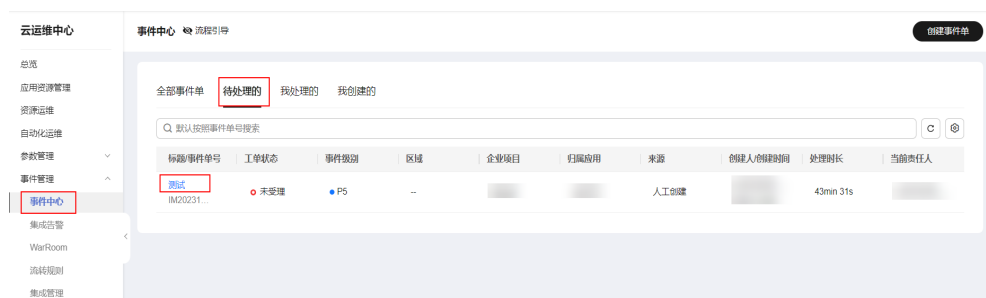 云运维中心
事件中心 流程引导
创建事件单
总览
应用资源管理
资源运维
自动化运维
参数管理
事件管理
事件中心
集成告警
WarRoom
流转规则
集成管理
全部事件单 待处理的 我处理的 我创建的
默认按照事件单号搜索
标题/事件单号 工单状态 事件级别 区域 企业项目 归属应用 来源 创建人/创建时间 处理时长 当前责任人
测试 未受理 P5 -- 人工创建 43min 31s
IM20231...